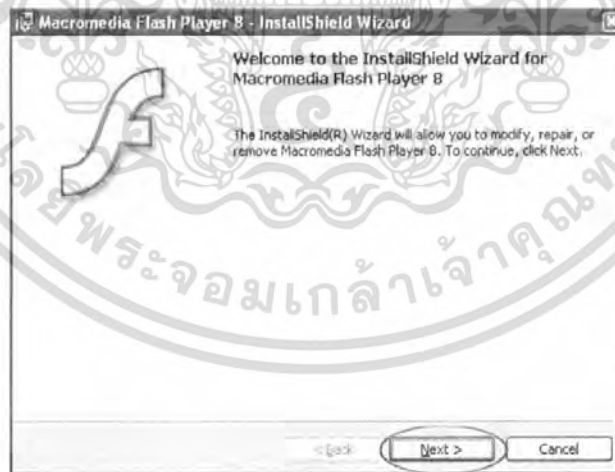 Macromedia Flash Player 8 - InstallShield Wizard
Welcome to the InstallShield Wizard for
Macromedia Flash Player 8
The InstallShield(R) Wizard will allow you to modify, repair, or
remove Macromedia Flash Player 8. To continue, click Next.
พระจอมเกล้าเจ้าคุณท
< Back
Next >
Cancel